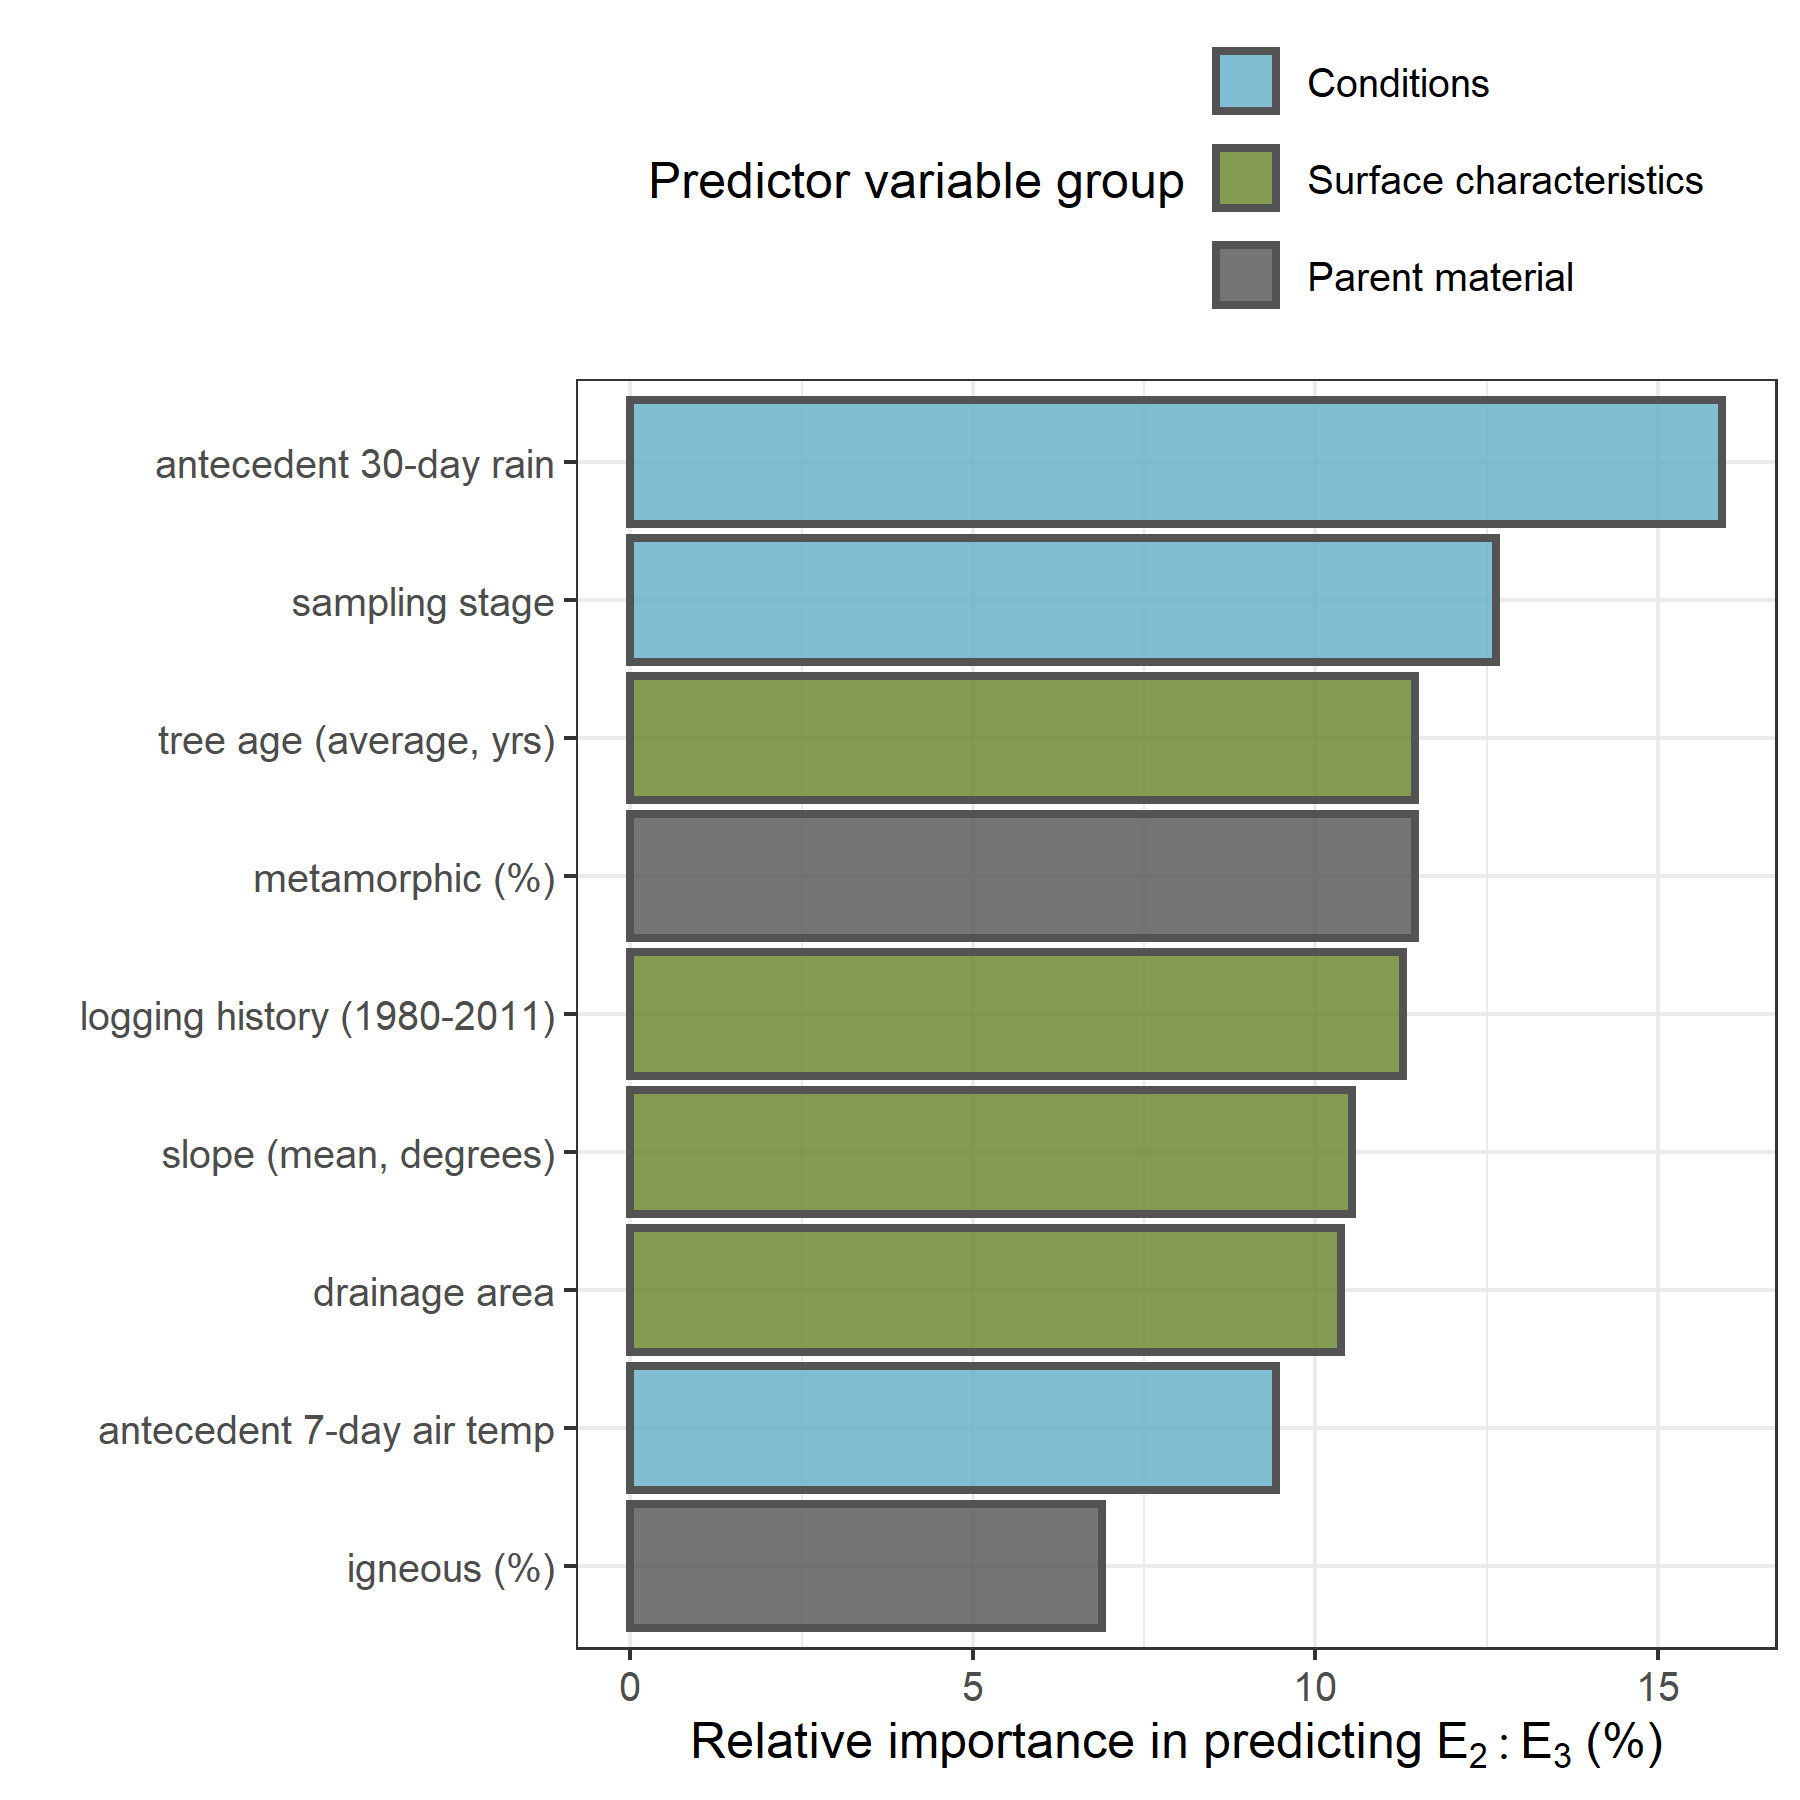 Conditions
Predictor variable group
Surface characteristics
Parent material
antecedent 30-day rain
sampling stage
tree age (average, yrs)
metamorphic (%)
logging history (1980-2011)
slope (mean, degrees)
drainage area
antecedent 7-day air temp
igneous (%)
0 5 10 15
Relative importance in predicting E₂ : E₃ (%)